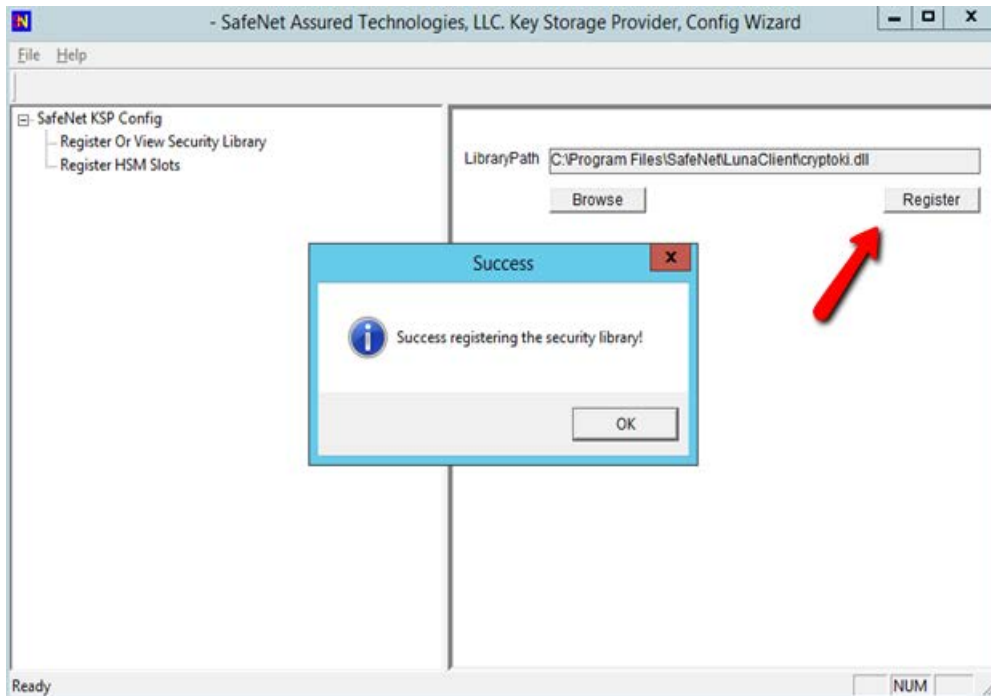 - SafeNet Assured Technologies, LLC. Key Storage Provider, Config Wizard
File Help
SafeNet KSP Config
Register Or View Security Library
Register HSM Slots
LibraryPath C:\Program Files\SafeNet\LunaClient\cryptoki.dll
Browse Register
Success
Success registering the security library!
OK
Ready NUM